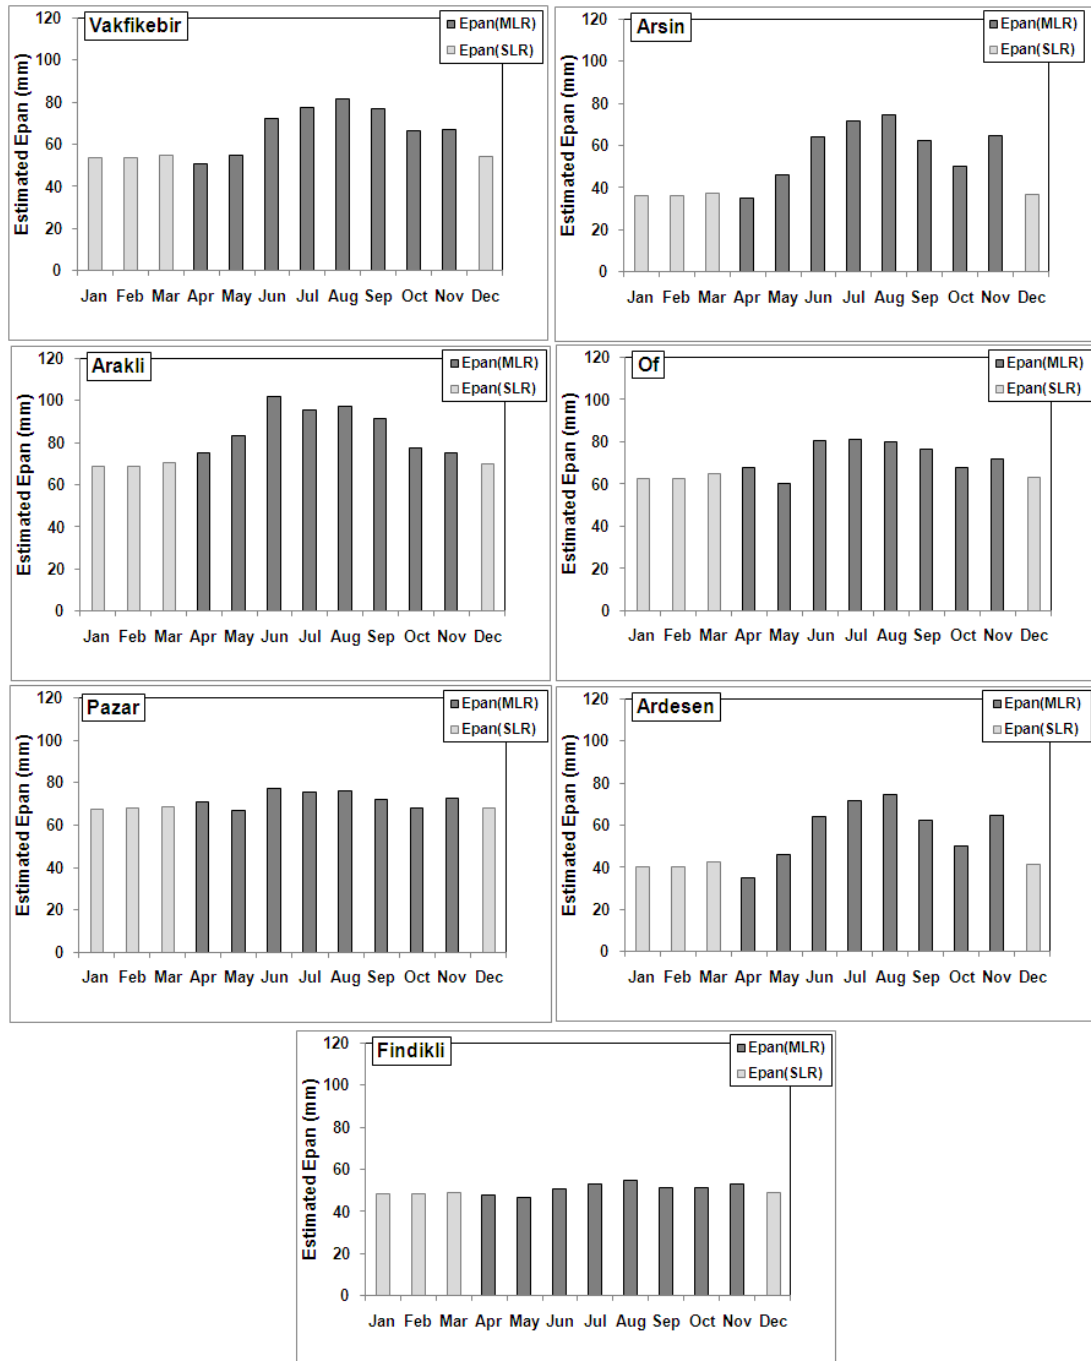 Vakfikebir
Epan(MLR)
Epan(SLR)
Estimated Epan (mm)
120
100
80
60
40
20
0
Jan Feb Mar Apr May Jun Jul Aug Sep Oct Nov Dec
Arsin
Epan(MLR)
Epan(SLR)
Estimated Epan (mm)
120
100
80
60
40
20
0
Jan Feb Mar Apr May Jun Jul Aug Sep Oct Nov Dec
Arakli
Epan(MLR)
Epan(SLR)
Estimated Epan (mm)
120
100
80
60
40
20
0
Jan Feb Mar Apr May Jun Jul Aug Sep Oct Nov Dec
Of
Epan(MLR)
Epan(SLR)
Estimated Epan (mm)
120
100
80
60
40
20
0
Jan Feb Mar Apr May Jun Jul Aug Sep Oct Nov Dec
Pazar
Epan(MLR)
Epan(SLR)
Estimated Epan (mm)
120
100
80
60
40
20
0
Jan Feb Mar Apr May Jun Jul Aug Sep Oct Nov Dec
Ardesen
Epan(MLR)
Epan(SLR)
Estimated Epan (mm)
120
100
80
60
40
20
0
Jan Feb Mar Apr May Jun Jul Aug Sep Oct Nov Dec
Findikli
Epan(MLR)
Epan(SLR)
Estimated Epan (mm)
120
100
80
60
40
20
0
Jan Feb Mar Apr May Jun Jul Aug Sep Oct Nov Dec